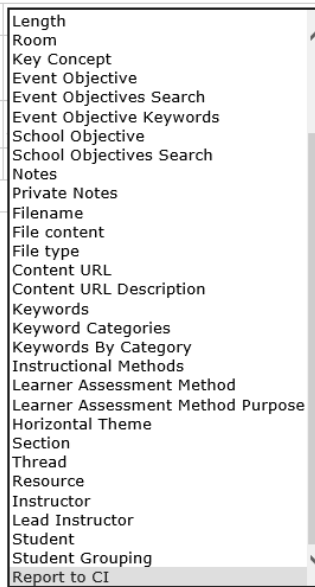 Length
Room
Key Concept
Event Objective
Event Objectives Search
Event Objective Keywords
School Objective
School Objectives Search
Notes
Private Notes
Filename
File content
File type
Content URL
Content URL Description
Keywords
Keyword Categories
Keywords By Category
Instructional Methods
Learner Assessment Method
Learner Assessment Method Purpose
Horizontal Theme
Section
Thread
Resource
Instructor
Lead Instructor
Student
Student Grouping
Report to CI